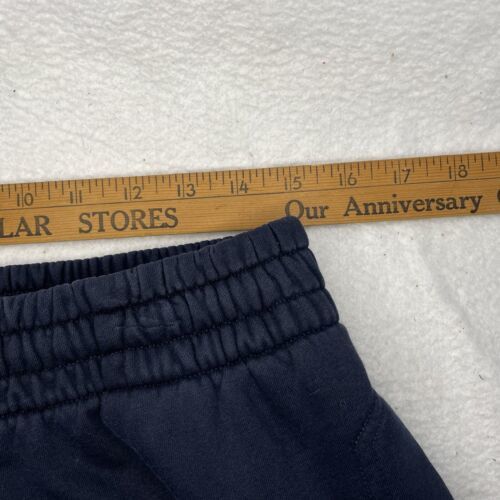 10 11 12 13 14 15 16 17 18
LAR STORES Our Anniversary